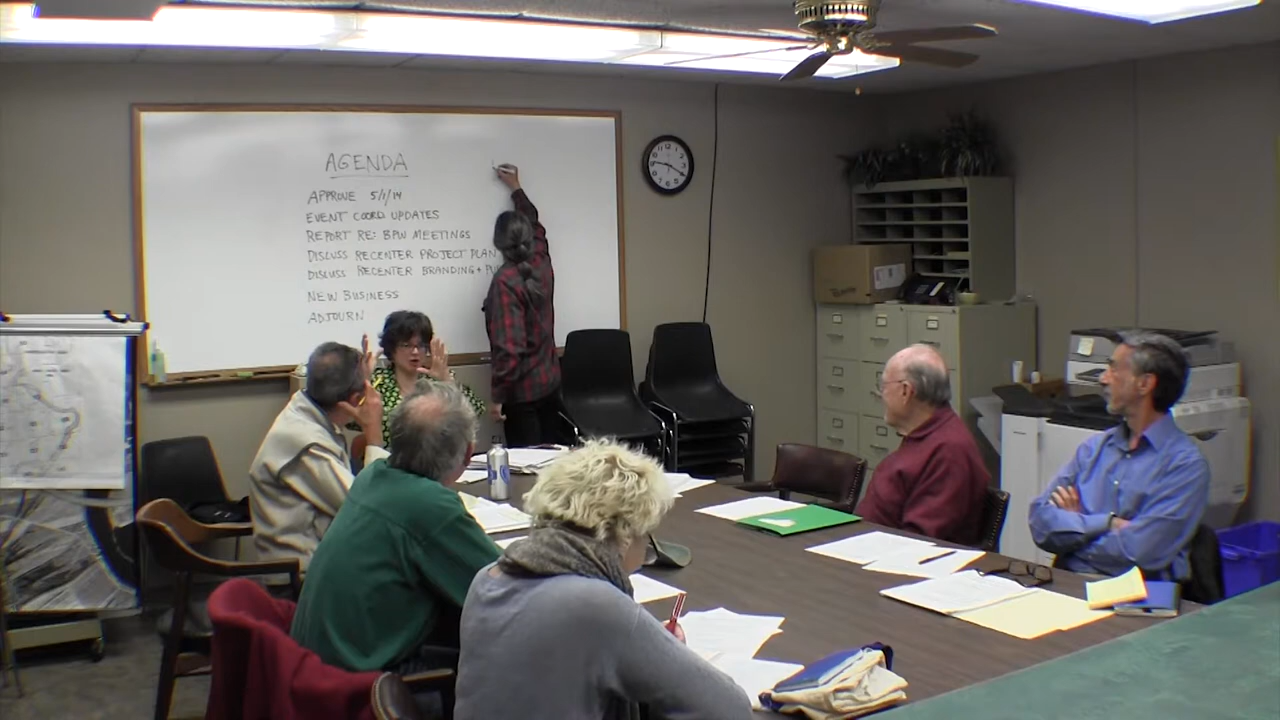 AGENDA
APPROVE 5/1/14
EVENT COORD. UPDATES
REPORT RE: BPW MEETINGS
DISCUSS RECENTER PROJECT PLAN
DISCUSS RECENTER BRANDING +
NEW BUSINESS
ADJOURN